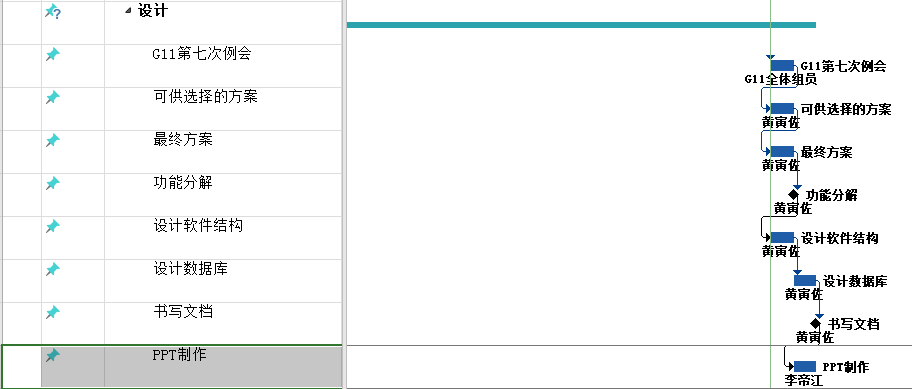 设计
G11第七次例会
G11第七次例会
G11全体组员
可供选择的方案
可供选择的方案
黄寅佐
最终方案
最终方案
黄寅佐
功能分解
功能分解
黄寅佐
设计软件结构
设计软件结构
黄寅佐
设计数据库
设计数据库
黄寅佐
书写文档
书写文档
黄寅佐
PPT制作
PPT制作
李帝江